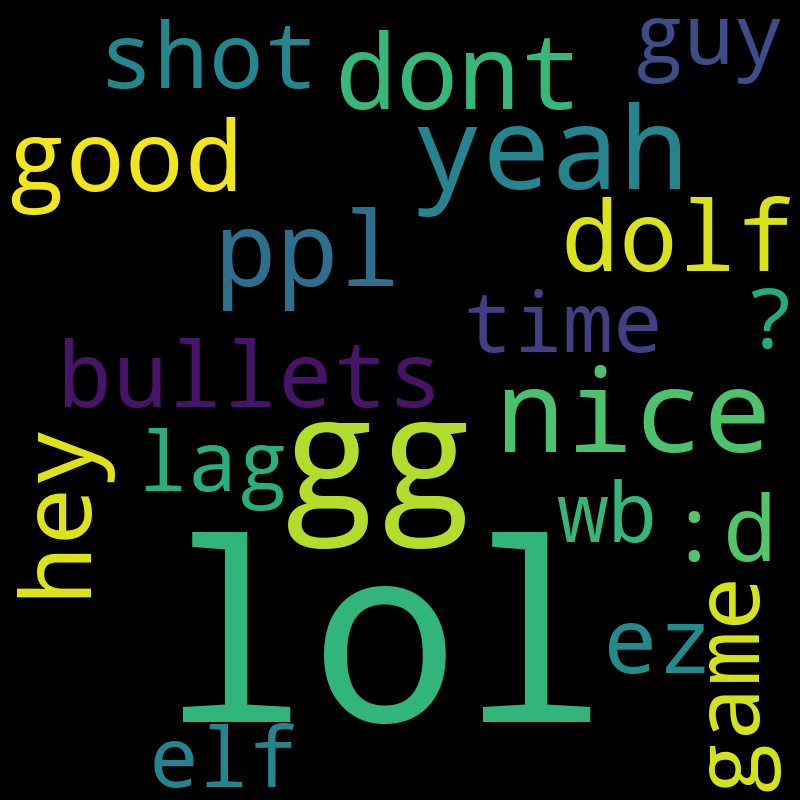 shot
dont
guy
good
yeah
ppl
dolf
time
?
bullets
nice
hey
lag
gg
wb
:d
lol
ez
game
elf